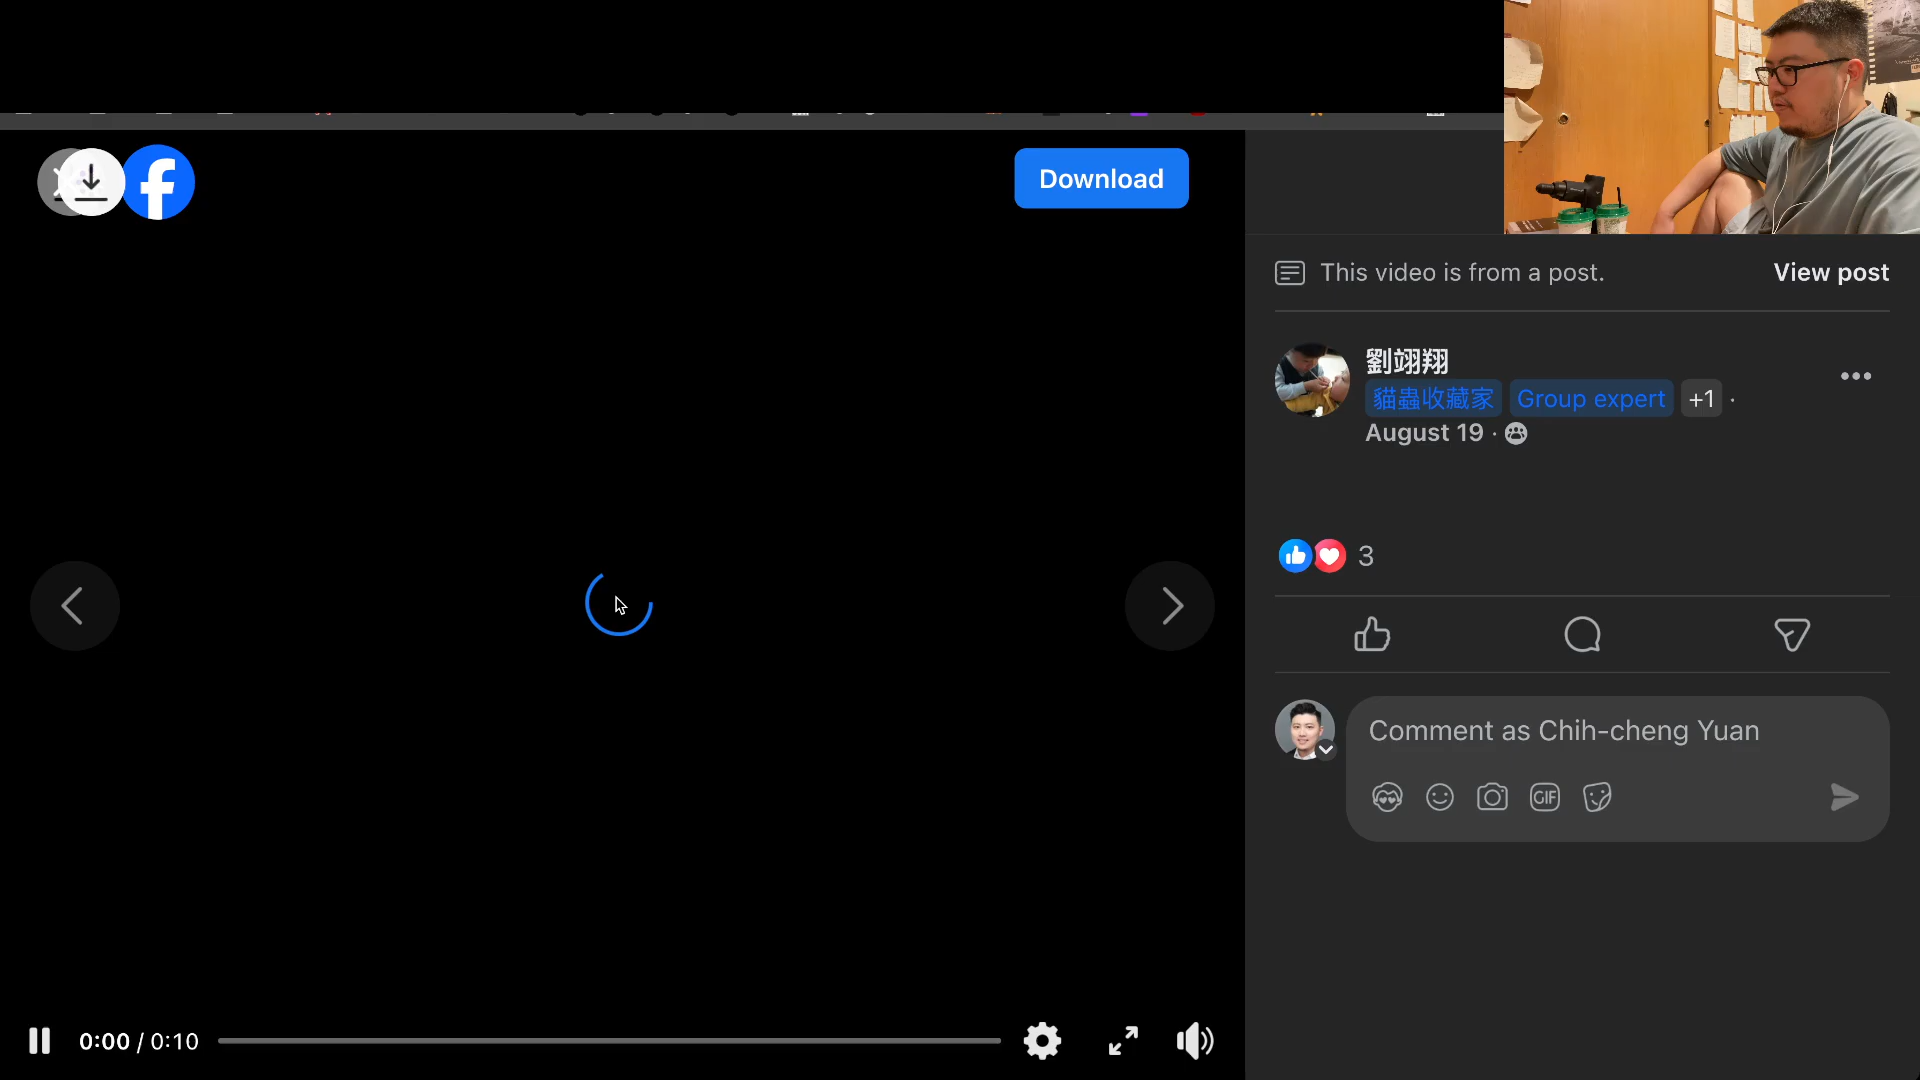 Download
This video is from a post.
View post
劉翊翔
貓蟲收藏家 Group expert +1 ·
August 19 ·
3
Comment as Chih-cheng Yuan
GIF
0:00 / 0:10